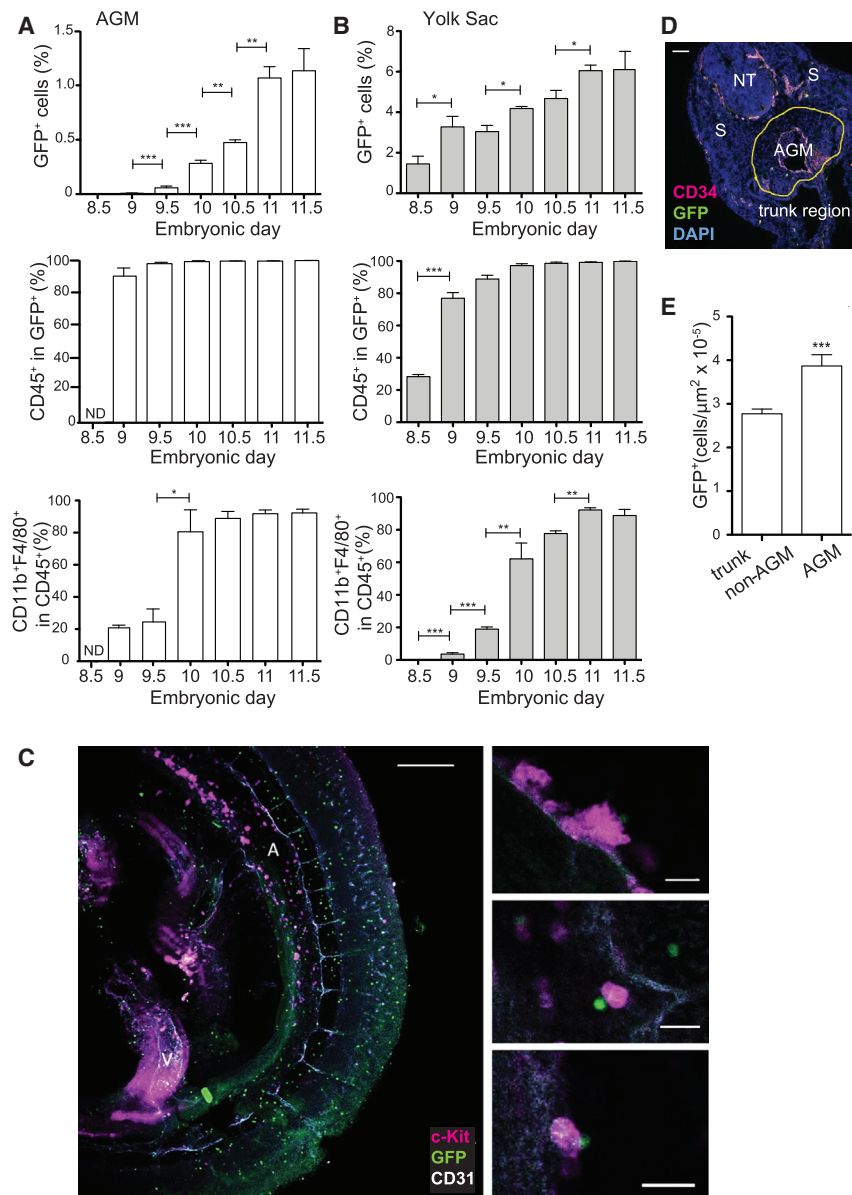 A AGM
GFP+ cells (%)
1.5
1.0
0.5
0
** ** *** ***
8.5 9 9.5 10 10.5 11 11.5
Embryonic day
CD45+ in GFP+(%)
100
80
60
40
20
0
ND
8.5 9 9.5 10 10.5 11 11.5
Embryonic day
CD11b+F4/80+
in CD45+(%)
100
80
60
40
20
0
*
ND
8.5 9 9.5 10 10.5 11 11.5
Embryonic day
B Yolk Sac
GFP+ cells (%)
8
6
4
2
0
* * *
8.5 9 9.5 10 10.5 11 11.5
Embryonic day
CD45+ in GFP+(%)
100
80
60
40
20
0
***
8.5 9 9.5 10 10.5 11 11.5
Embryonic day
CD11b+F4/80+
in CD45+(%)
100
80
60
40
20
0
*** *** ** **
8.5 9 9.5 10 10.5 11 11.5
Embryonic day
D
NT
S
S
AGM
CD34
GFP
DAPI
trunk region
E
GFP+(cells/µm² x 10⁻⁵)
5
4
3
2
1
0
***
trunk
non-AGM
AGM
C
A
V
c-Kit
GFP
CD31